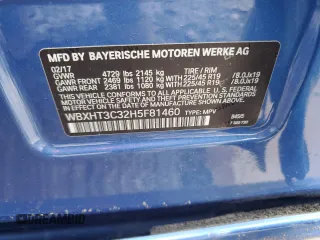 MFD BY BAYERISCHE MOTOREN WERKE AG
02/17 TIRE / RIM
GVWR 4729 lbs 2145 kg
GAWR FRONT 2469 lbs 1120 kg W/ 225/45 R19 /8.0Jx19
GAWR REAR 2381 lbs 1080 kg W/ 225/45 R19 /8.0Jx19
THIS VEHICLE CONFORMS TO ALL APPLICABLE U.S. FEDERAL
MOTOR VEHICLE SAFETY, BUMPER, AND THEFT PREVENTION
STANDARDS IN EFFECT ON THE DATE OF MANUFACTURE
SHOWN ABOVE.
WBXHT3C32H5F81460 TYPE: MPV